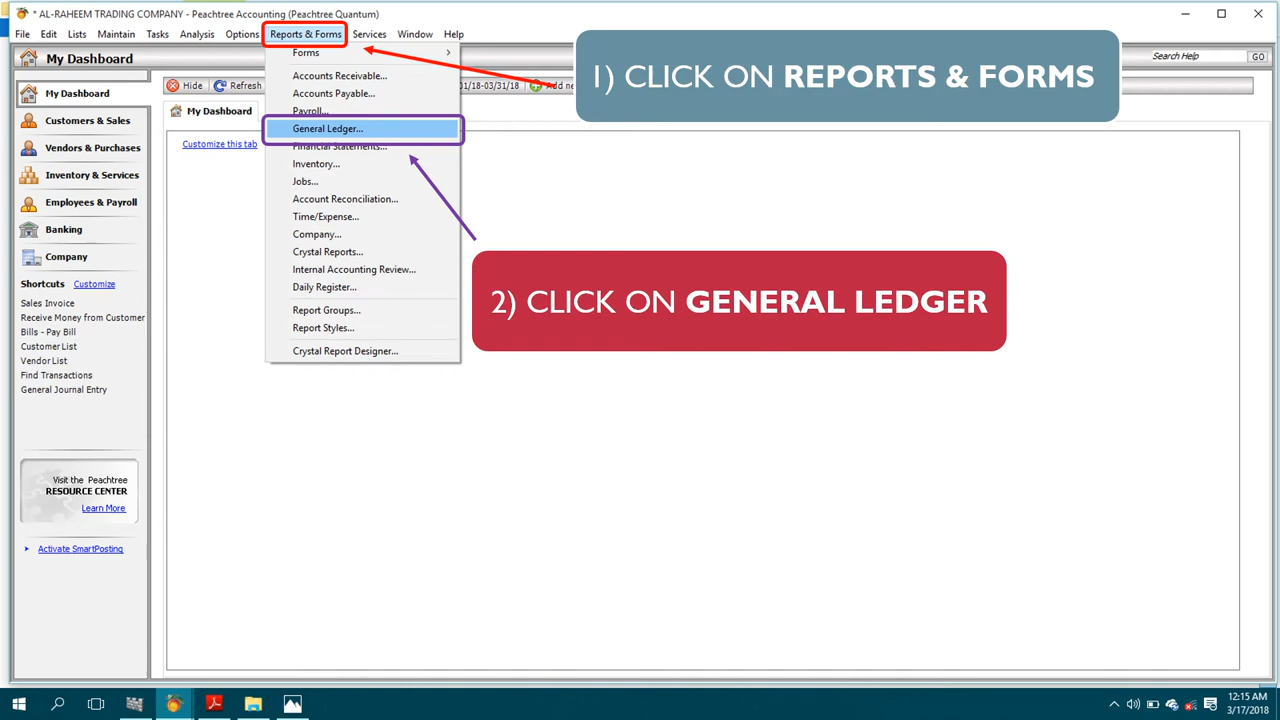 * AL-RAHEEM TRADING COMPANY - Peachtree Accounting (Peachtree Quantum)
File Edit Lists Maintain Tasks Analysis Options Reports & Forms Services Window Help
My Dashboard
Search Help GO
Hide Refresh
01/18-03/31/18 Add ne
My Dashboard
Customers & Sales
Vendors & Purchases
Inventory & Services
Employees & Payroll
Banking
Company
Shortcuts Customize
Sales Invoice
Receive Money from Customer
Bills - Pay Bill
Customer List
Vendor List
Find Transactions
General Journal Entry
Visit the Peachtree
RESOURCE CENTER
Learn More
Activate SmartPosting
My Dashboard
Customize this tab
Forms
Accounts Receivable...
Accounts Payable...
Payroll...
General Ledger...
Financial Statements...
Inventory...
Jobs...
Account Reconciliation...
Time/Expense...
Company...
Crystal Reports...
Internal Accounting Review...
Daily Register...
Report Groups...
Report Styles...
Crystal Report Designer...
1) CLICK ON REPORTS & FORMS
2) CLICK ON GENERAL LEDGER
12:15 AM
3/17/2018